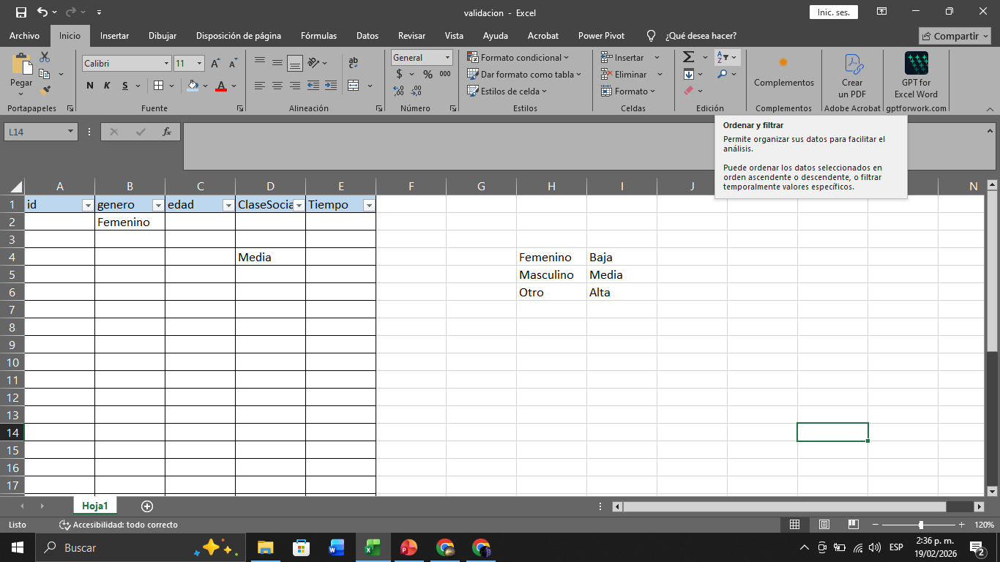 validacion - Excel
Inic. ses.
Archivo Inicio Insertar Dibujar Disposición de página Fórmulas Datos Revisar Vista Ayuda Acrobat Power Pivot ¿Qué desea hacer? Compartir
Pegar
Portapapeles
Calibri 11
N K S
Fuente
ab
Alineación
General
$ % 000
Número
Formato condicional
Dar formato como tabla
Estilos de celda
Estilos
Insertar
Eliminar
Formato
Celdas
Edición
Complementos
Complementos
Crear
un PDF
Adobe Acrobat
GPT for
Excel Word
gptforwork.com
L14
fx
Ordenar y filtrar
Permite organizar sus datos para facilitar el
análisis.
Puede ordenar los datos seleccionados en
orden ascendente o descendente, o filtrar
temporalmente valores específicos.
A B C D E F G H I J N
1 id genero edad ClaseSocia Tiempo
2 Femenino
3
4 Media Femenino Baja
5 Masculino Media
6 Otro Alta
7
8
9
10
11
12
13
14
15
16
17
Hoja1
Listo Accesibilidad: todo correcto 120%
Buscar
ESP
2:36 p. m.
19/02/2026
2